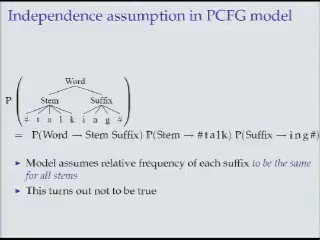 Independence assumption in PCFG model
Word
Stem Suffix
P
# t a l k i n g #
= P(Word → Stem Suffix) P(Stem → # t a l k) P(Suffix → i n g #)
Model assumes relative frequency of each suffix to be the same
for all stems
This turns out not to be true